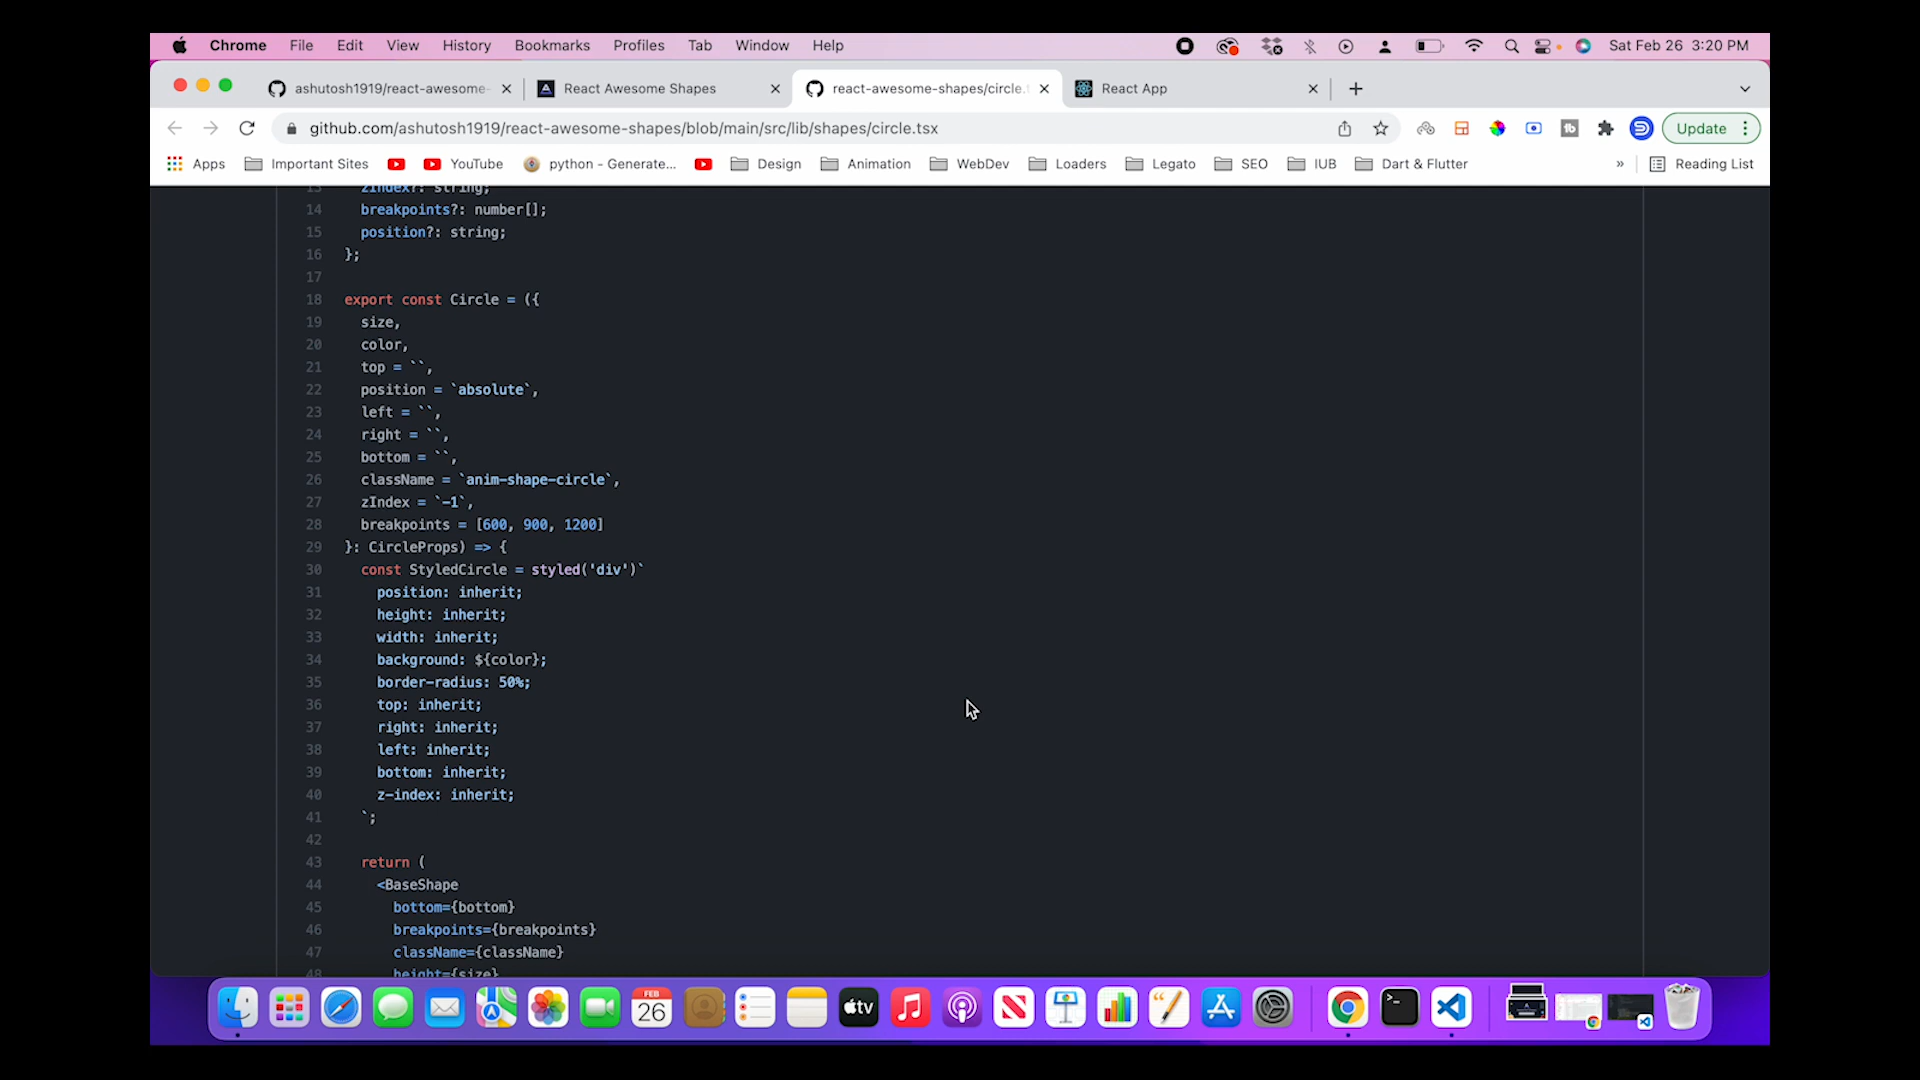 Chrome File Edit View History Bookmarks Profiles Tab Window Help Sat Feb 26 3:20 PM
ashutosh1919/react-awesome- React Awesome Shapes react-awesome-shapes/circle. React App
github.com/ashutosh1919/react-awesome-shapes/blob/main/src/lib/shapes/circle.tsx Update
Apps Important Sites YouTube python - Generate... Design Animation WebDev Loaders Legato SEO IUB Dart & Flutter » Reading List
13 zIndex?: string;
14 breakpoints?: number[];
15 position?: string;
16 };
17
18 export const Circle = ({
19 size,
20 color,
21 top = ``,
22 position = `absolute`,
23 left = ``,
24 right = ``,
25 bottom = ``,
26 className = `anim-shape-circle`,
27 zIndex = `-1`,
28 breakpoints = [600, 900, 1200]
29 }: CircleProps) => {
30 const StyledCircle = styled('div')`
31 position: inherit;
32 height: inherit;
33 width: inherit;
34 background: ${color};
35 border-radius: 50%;
36 top: inherit;
37 right: inherit;
38 left: inherit;
39 bottom: inherit;
40 z-index: inherit;
41 `;
42
43 return (
44 <BaseShape
45 bottom={bottom}
46 breakpoints={breakpoints}
47 className={className}
48 height={size}
FEB
26
tv